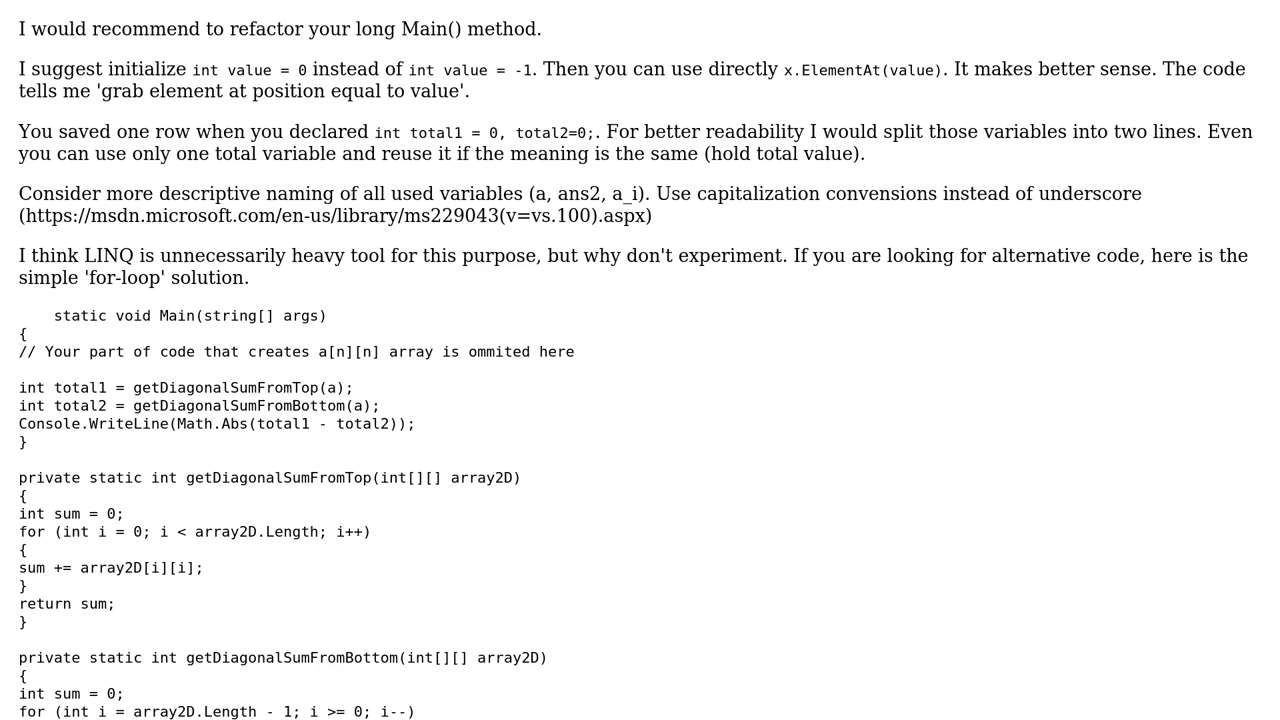 I would recommend to refactor your long Main() method.
I suggest initialize int value = 0 instead of int value = -1. Then you can use directly x.ElementAt(value). It makes better sense. The code
tells me 'grab element at position equal to value'.
You saved one row when you declared int total1 = 0, total2=0;. For better readability I would split those variables into two lines. Even
you can use only one total variable and reuse it if the meaning is the same (hold total value).
Consider more descriptive naming of all used variables (a, ans2, a_i). Use capitalization convensions instead of underscore
(https://msdn.microsoft.com/en-us/library/ms229043(v=vs.100).aspx)
I think LINQ is unnecessarily heavy tool for this purpose, but why don't experiment. If you are looking for alternative code, here is the
simple 'for-loop' solution.
static void Main(string[] args)
{
// Your part of code that creates a[n][n] array is ommited here
int total1 = getDiagonalSumFromTop(a);
int total2 = getDiagonalSumFromBottom(a);
Console.WriteLine(Math.Abs(total1 - total2));
}
private static int getDiagonalSumFromTop(int[][] array2D)
{
int sum = 0;
for (int i = 0; i < array2D.Length; i++)
{
sum += array2D[i][i];
}
return sum;
}
private static int getDiagonalSumFromBottom(int[][] array2D)
{
int sum = 0;
for (int i = array2D.Length - 1; i >= 0; i--)